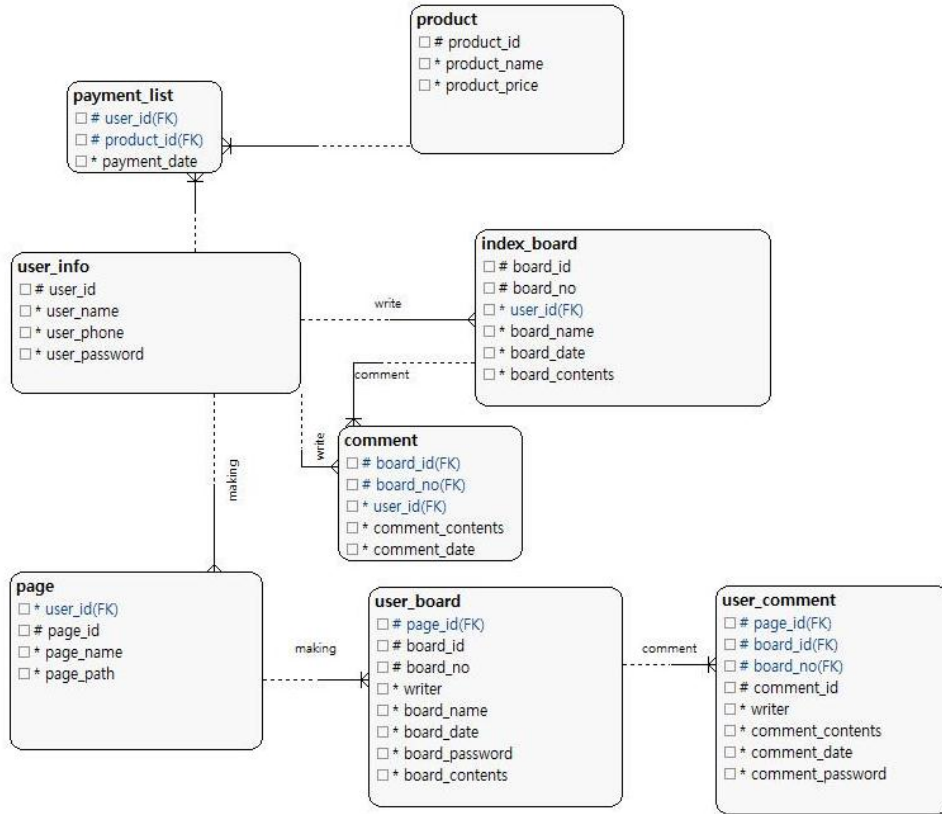 product
# product_id
* product_name
* product_price
payment_list
# user_id(FK)
# product_id(FK)
* payment_date
user_info
# user_id
* user_name
* user_phone
* user_password
write
index_board
# board_id
# board_no
* user_id(FK)
* board_name
* board_date
* board_contents
comment
write
comment
# board_id(FK)
# board_no(FK)
* user_id(FK)
* comment_contents
* comment_date
making
page
* user_id(FK)
# page_id
* page_name
* page_path
making
user_board
# page_id(FK)
# board_id
# board_no
* writer
* board_name
* board_date
* board_password
* board_contents
comment
user_comment
# page_id(FK)
# board_id(FK)
# board_no(FK)
# comment_id
* writer
* comment_contents
* comment_date
* comment_password